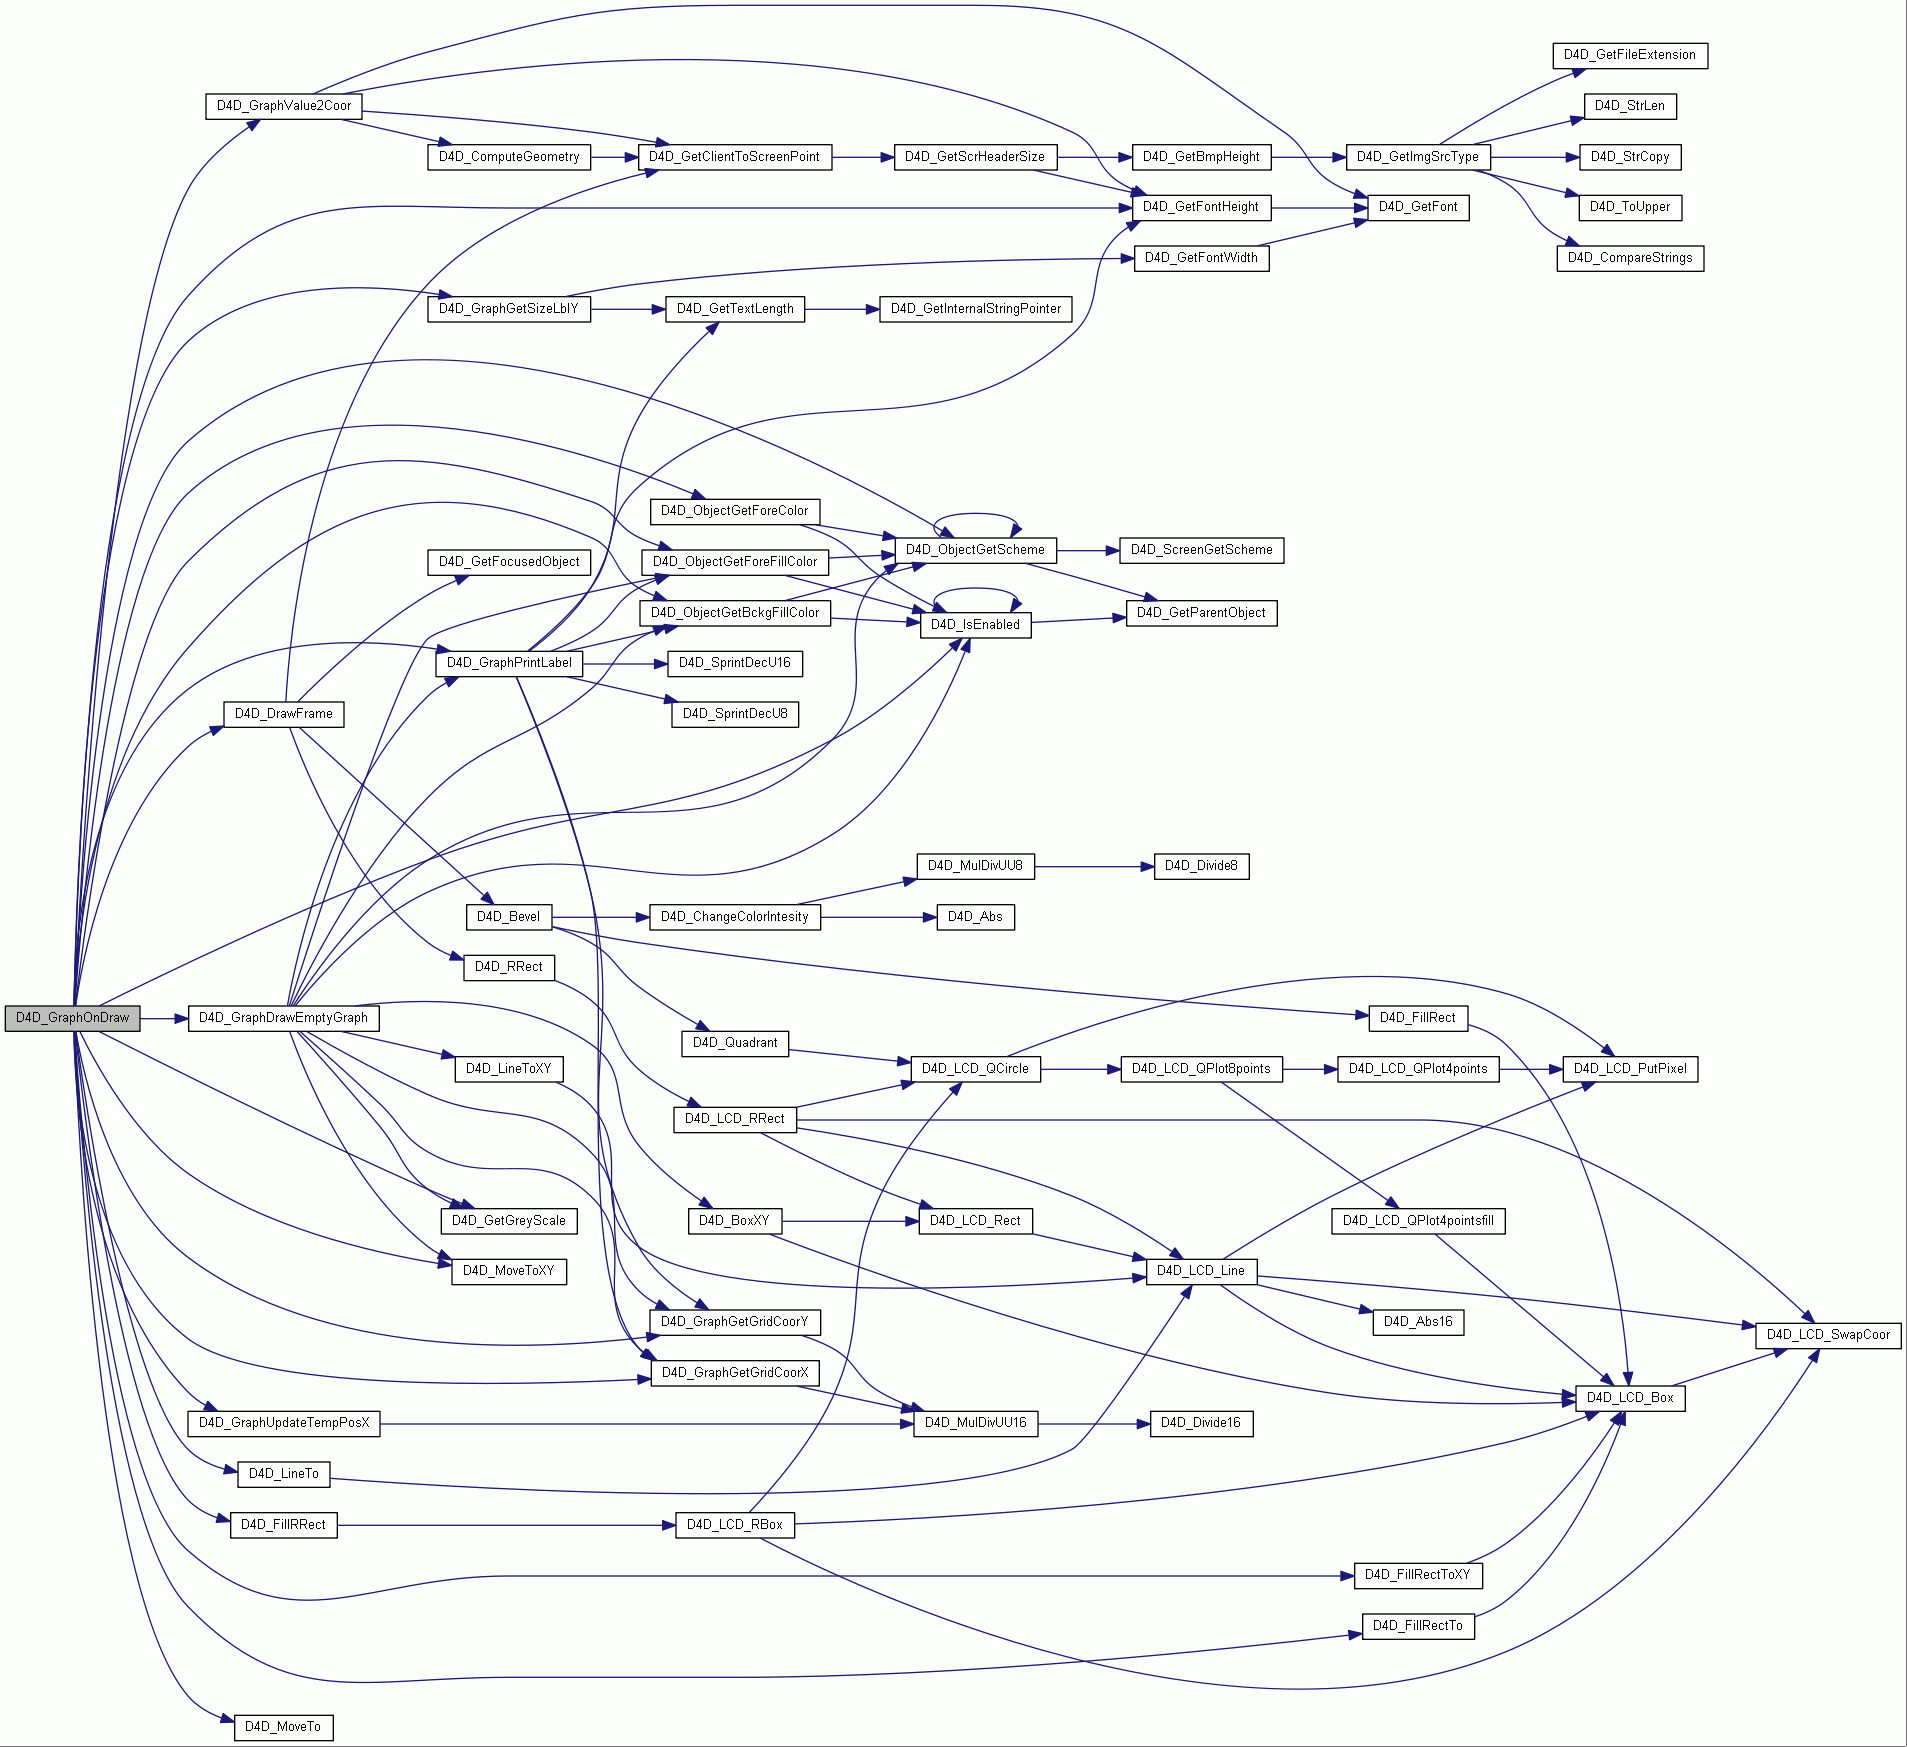 D4D_GetFileExtension
D4D_GraphValue2Coor
D4D_StrLen
D4D_ComputeGeometry
D4D_GetClientToScreenPoint
D4D_GetScrHeaderSize
D4D_GetBmpHeight
D4D_GetImgSrcType
D4D_StrCopy
D4D_GetFontHeight
D4D_GetFont
D4D_ToUpper
D4D_GetFontWidth
D4D_CompareStrings
D4D_GraphGetSizeLblY
D4D_GetTextLength
D4D_GetInternalStringPointer
D4D_ObjectGetForeColor
D4D_ObjectGetScheme
D4D_ScreenGetScheme
D4D_GetFocusedObject
D4D_ObjectGetForeFillColor
D4D_ObjectGetBckgFillColor
D4D_IsEnabled
D4D_GetParentObject
D4D_GraphPrintLabel
D4D_SprintDecU16
D4D_DrawFrame
D4D_SprintDecU8
D4D_MulDivUU8
D4D_Divide8
D4D_Bevel
D4D_ChangeColorIntesity
D4D_Abs
D4D_RRect
D4D_GraphOnDraw
D4D_GraphDrawEmptyGraph
D4D_FillRect
D4D_Quadrant
D4D_LineToXY
D4D_LCD_QCircle
D4D_LCD_QPlot8points
D4D_LCD_QPlot4points
D4D_LCD_PutPixel
D4D_LCD_RRect
D4D_GetGreyScale
D4D_BoxXY
D4D_LCD_Rect
D4D_LCD_QPlot4pointsfill
D4D_MoveToXY
D4D_LCD_Line
D4D_GraphGetGridCoorY
D4D_Abs16
D4D_LCD_SwapCoor
D4D_GraphGetGridCoorX
D4D_LCD_Box
D4D_GraphUpdateTempPosX
D4D_MulDivUU16
D4D_Divide16
D4D_LineTo
D4D_FillRRect
D4D_LCD_RBox
D4D_FillRectToXY
D4D_FillRectTo
D4D_MoveTo